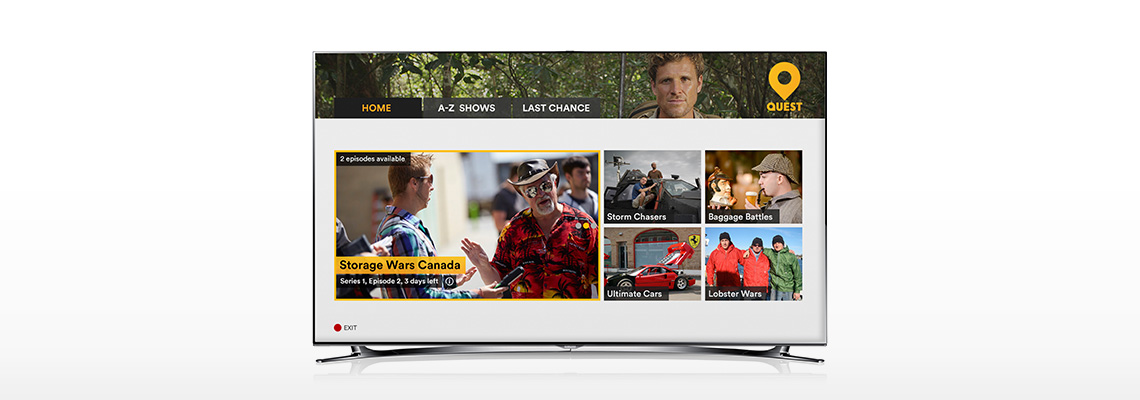 HOME
A-Z SHOWS
LAST CHANCE
QUEST
2 episodes available
Storage Wars Canada
Series 1, Episode 2, 3 days left
Storm Chasers
Baggage Battles
Ultimate Cars
Lobster Wars
EXIT